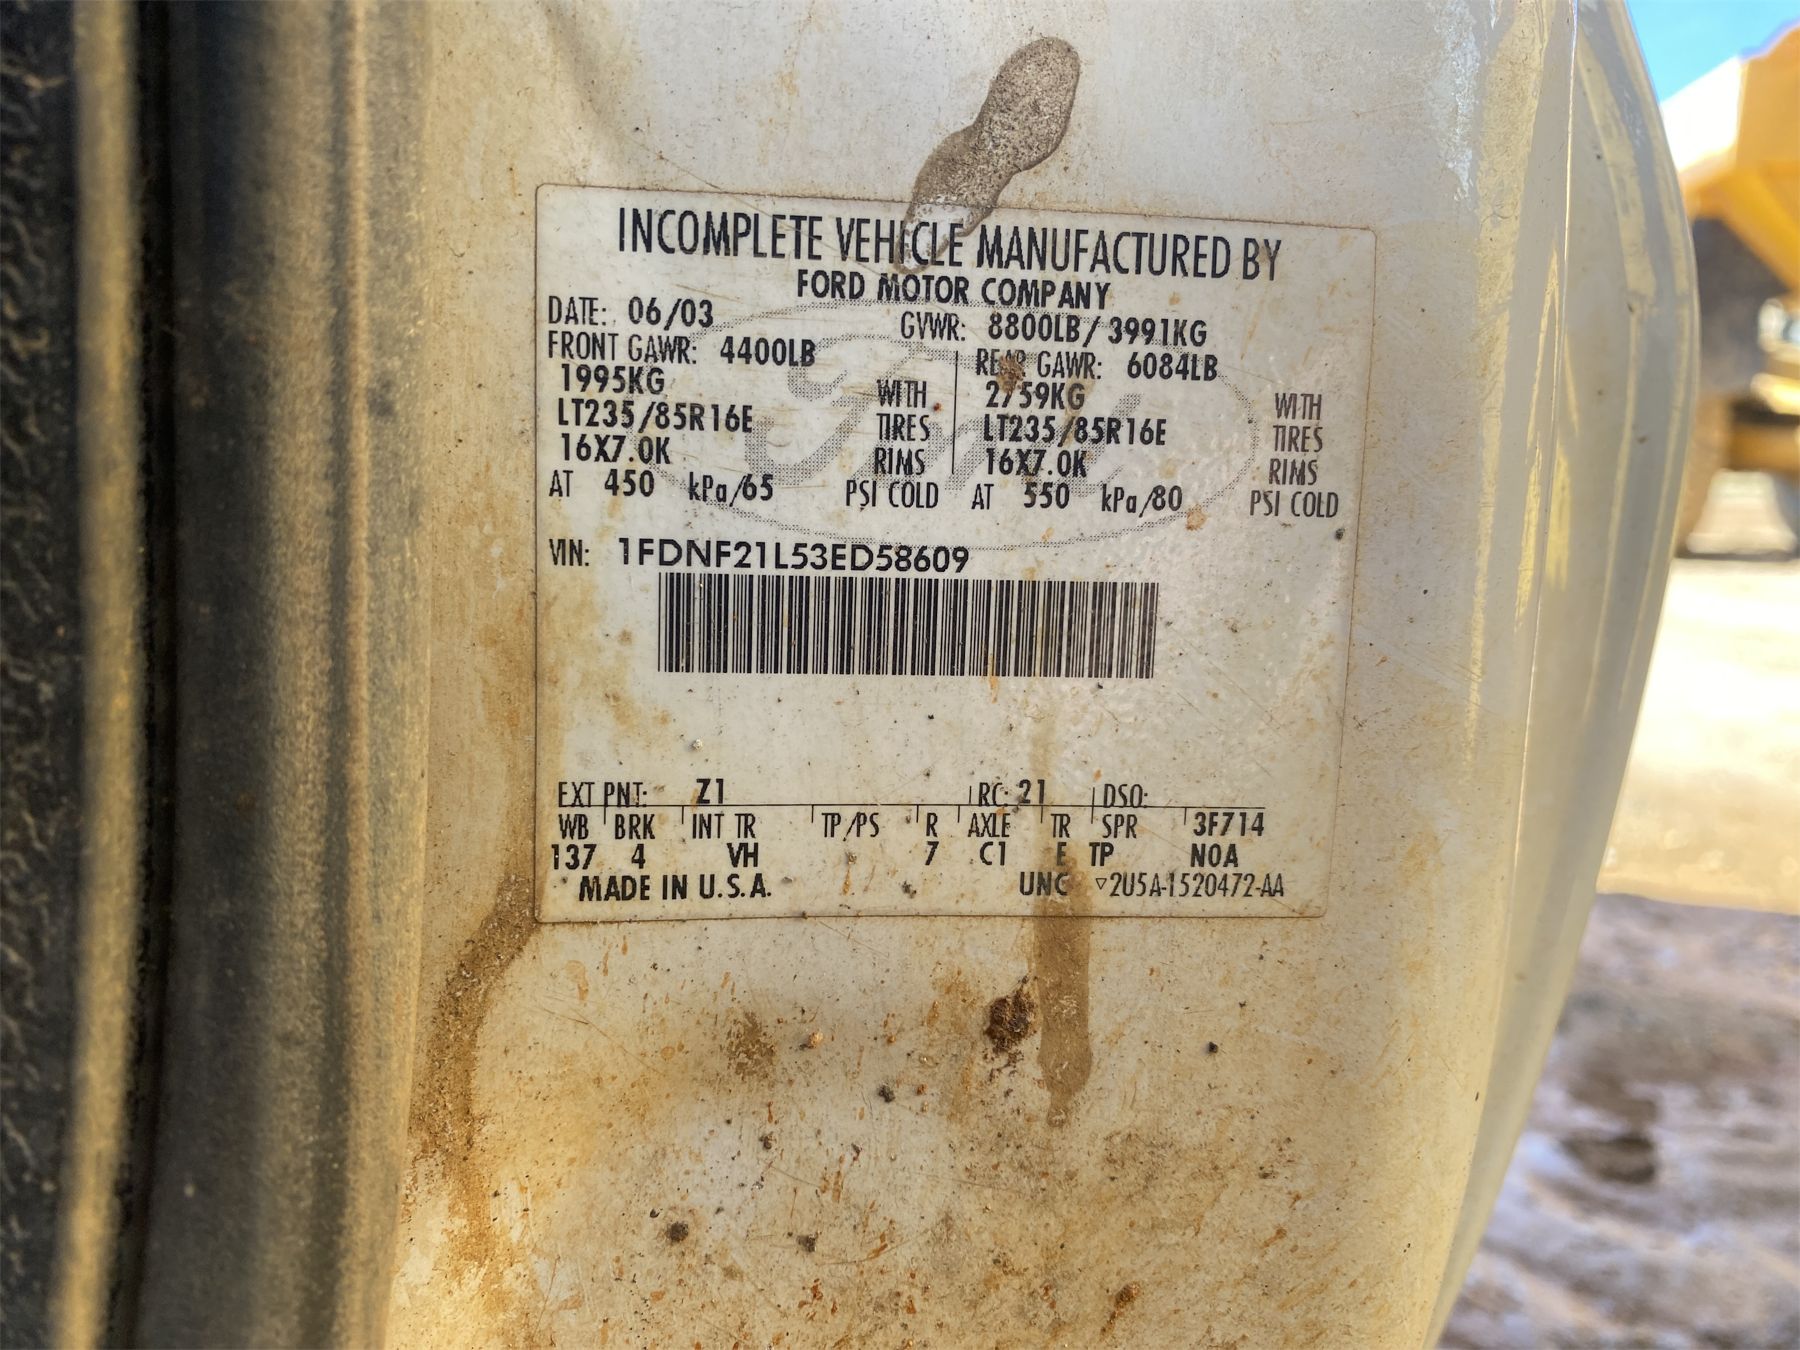 INCOMPLETE VEHICLE MANUFACTURED BY
FORD MOTOR COMPANY
DATE: 06/03 GVWR: 8800LB/ 3991KG
FRONT GAWR: 4400LB REAR GAWR: 6084LB
1995KG WITH 2759KG WITH
LT235/85R16E TIRES LT235/85R16E TIRES
16X7.0K RIMS 16X7.0K RIMS
AT 450 kPa/65 PSI COLD AT 550 kPa/80 PSI COLD
Ford
VIN: 1FDNF21L53ED58609
EXT PNT: Z1 RC: 21 DSO:
WB BRK INT TR TP/PS R AXLE TR SPR 3F714
137 4 VH 7 C1 E TP NOA
MADE IN U.S.A. UNC ▽2U5A-1520472-AA